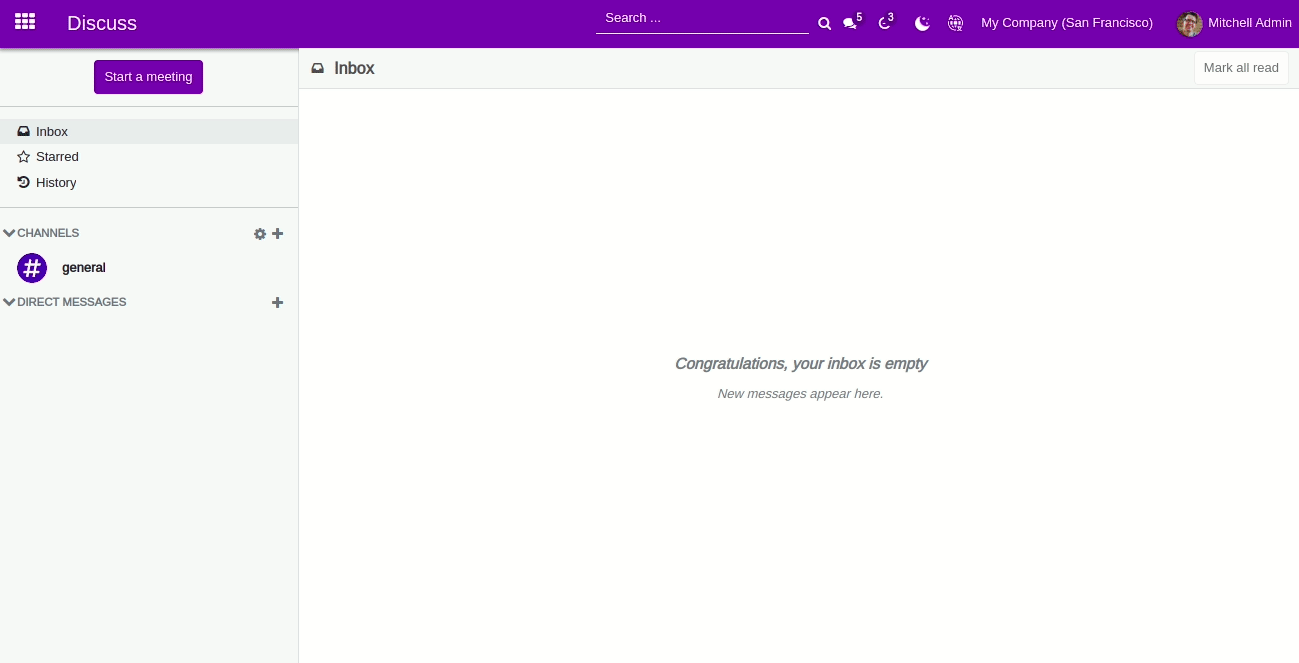 Discuss
Search ...
5
3
My Company (San Francisco)
Mitchell Admin
Start a meeting
Inbox
Mark all read
Inbox
Starred
History
CHANNELS
general
DIRECT MESSAGES
Congratulations, your inbox is empty
New messages appear here.